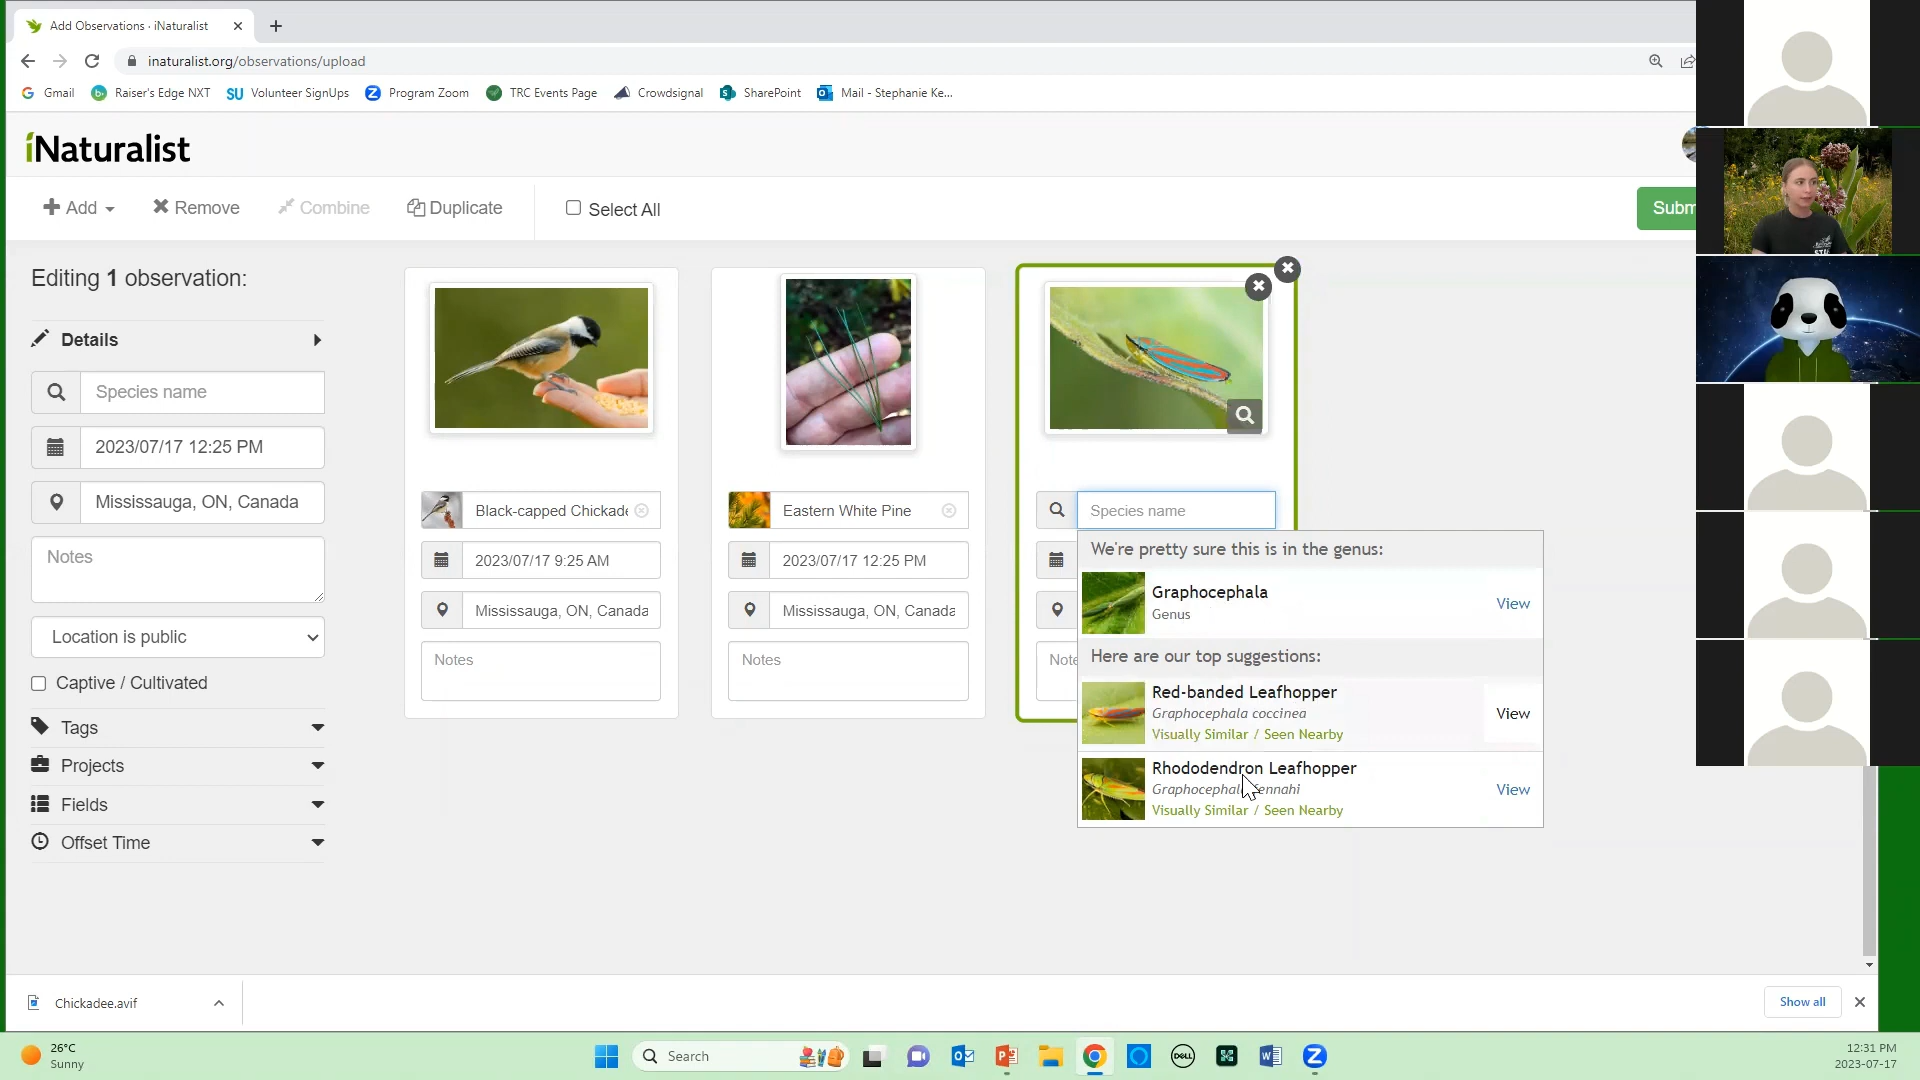 Add Observations · iNaturalist
inaturalist.org/observations/upload
Gmail
Raiser's Edge NXT
SU Volunteer SignUps
Program Zoom
TRC Events Page
Crowdsignal
SharePoint
Mail - Stephanie Ke...
iNaturalist
Add
Remove
Combine
Duplicate
Select All
Subm
Editing 1 observation:
Details
Species name
2023/07/17 12:25 PM
Mississauga, ON, Canada
Notes
Location is public
Captive / Cultivated
Tags
Projects
Fields
Offset Time
Black-capped Chickade
2023/07/17 9:25 AM
Mississauga, ON, Canada
Notes
Eastern White Pine
2023/07/17 12:25 PM
Mississauga, ON, Canada
Notes
Species name
Note
We're pretty sure this is in the genus:
Graphocephala
Genus
View
Here are our top suggestions:
Red-banded Leafhopper
Graphocephala coccinea
Visually Similar / Seen Nearby
View
Rhododendron Leafhopper
Graphocephala fennahi
Visually Similar / Seen Nearby
View
Chickadee.avif
Show all
26°C
Sunny
Search
DELL
12:31 PM
2023-07-17